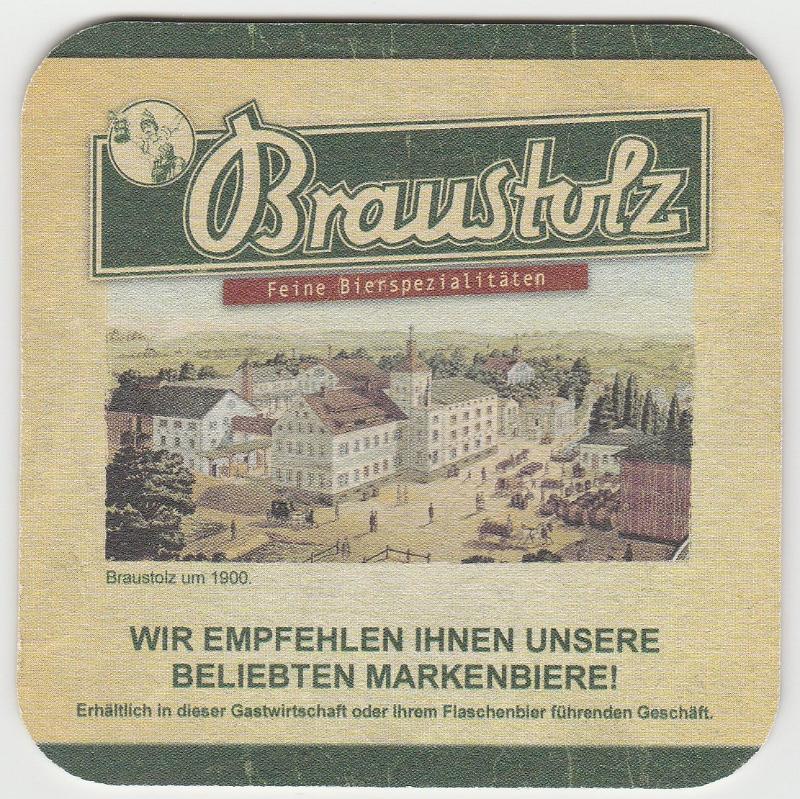 Braustolz
Feine Bierspezialitäten
Braustolz um 1900.
WIR EMPFEHLEN IHNEN UNSERE
BELIEBTEN MARKENBIERE!
Erhältlich in dieser Gastwirtschaft oder Ihrem Flaschenbier führenden Geschäft.